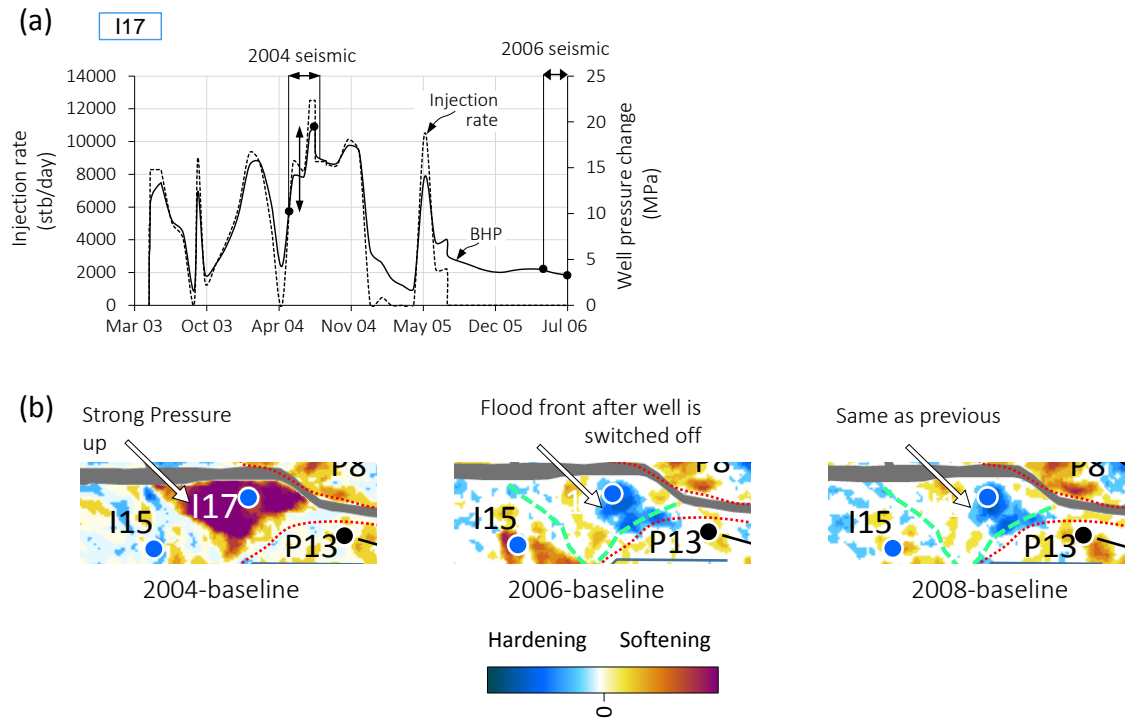 (a)
I17
2004 seismic
2006 seismic
14000
12000
10000
8000
6000
4000
2000
0
Injection rate
(stb/day)
25
20
15
10
5
0
Well pressure change
(MPa)
Injection
rate
BHP
Mar 03
Oct 03
Apr 04
Nov 04
May 05
Dec 05
Jul 06
(b)
Strong Pressure
up
Flood front after well is
switched off
Same as previous
P8
I17
I15
P13
P8
I15
P13
P8
I15
P13
2004-baseline
2006-baseline
2008-baseline
Hardening
Softening
0